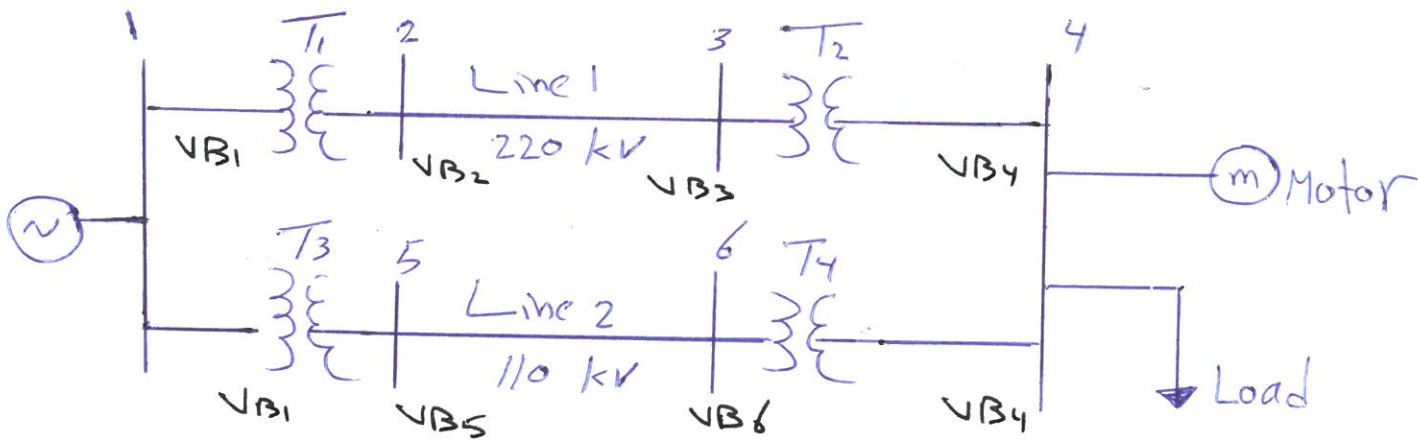 1 T1 2 3 T2 4
Line 1
220 kV
VB1 VB2 VB3 VB4
m Motor
T3 5 6 T4
Line 2
110 kV
VB1 VB5 VB6 VB4
Load